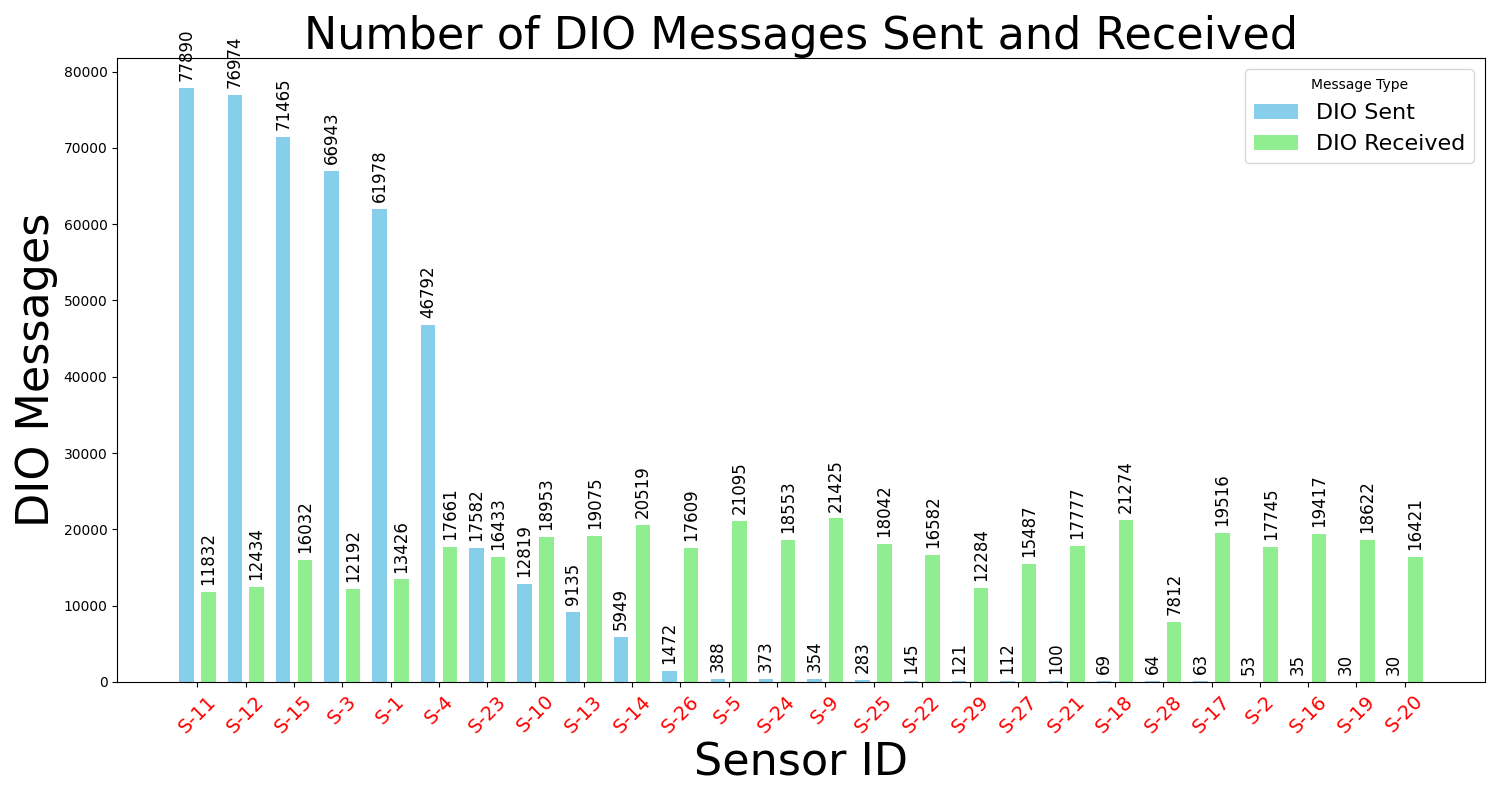 Number of DIO Messages Sent and Received
DIO Messages
80000
70000
60000
50000
40000
30000
20000
10000
0
Message Type
DIO Sent
DIO Received
77890
11832
76974
12434
71465
16032
66943
12192
61978
13426
46792
17661
17582
16433
12819
18953
9135
19075
5949
20519
1472
17609
388
21095
373
18553
354
21425
283
18042
145
16582
121
12284
112
15487
100
17777
69
21274
64
7812
63
19516
53
17745
35
19417
30
18622
30
16421
S-11
S-12
S-15
S-3
S-1
S-4
S-23
S-10
S-13
S-14
S-26
S-5
S-24
S-9
S-25
S-22
S-29
S-27
S-21
S-18
S-28
S-17
S-2
S-16
S-19
S-20
Sensor ID